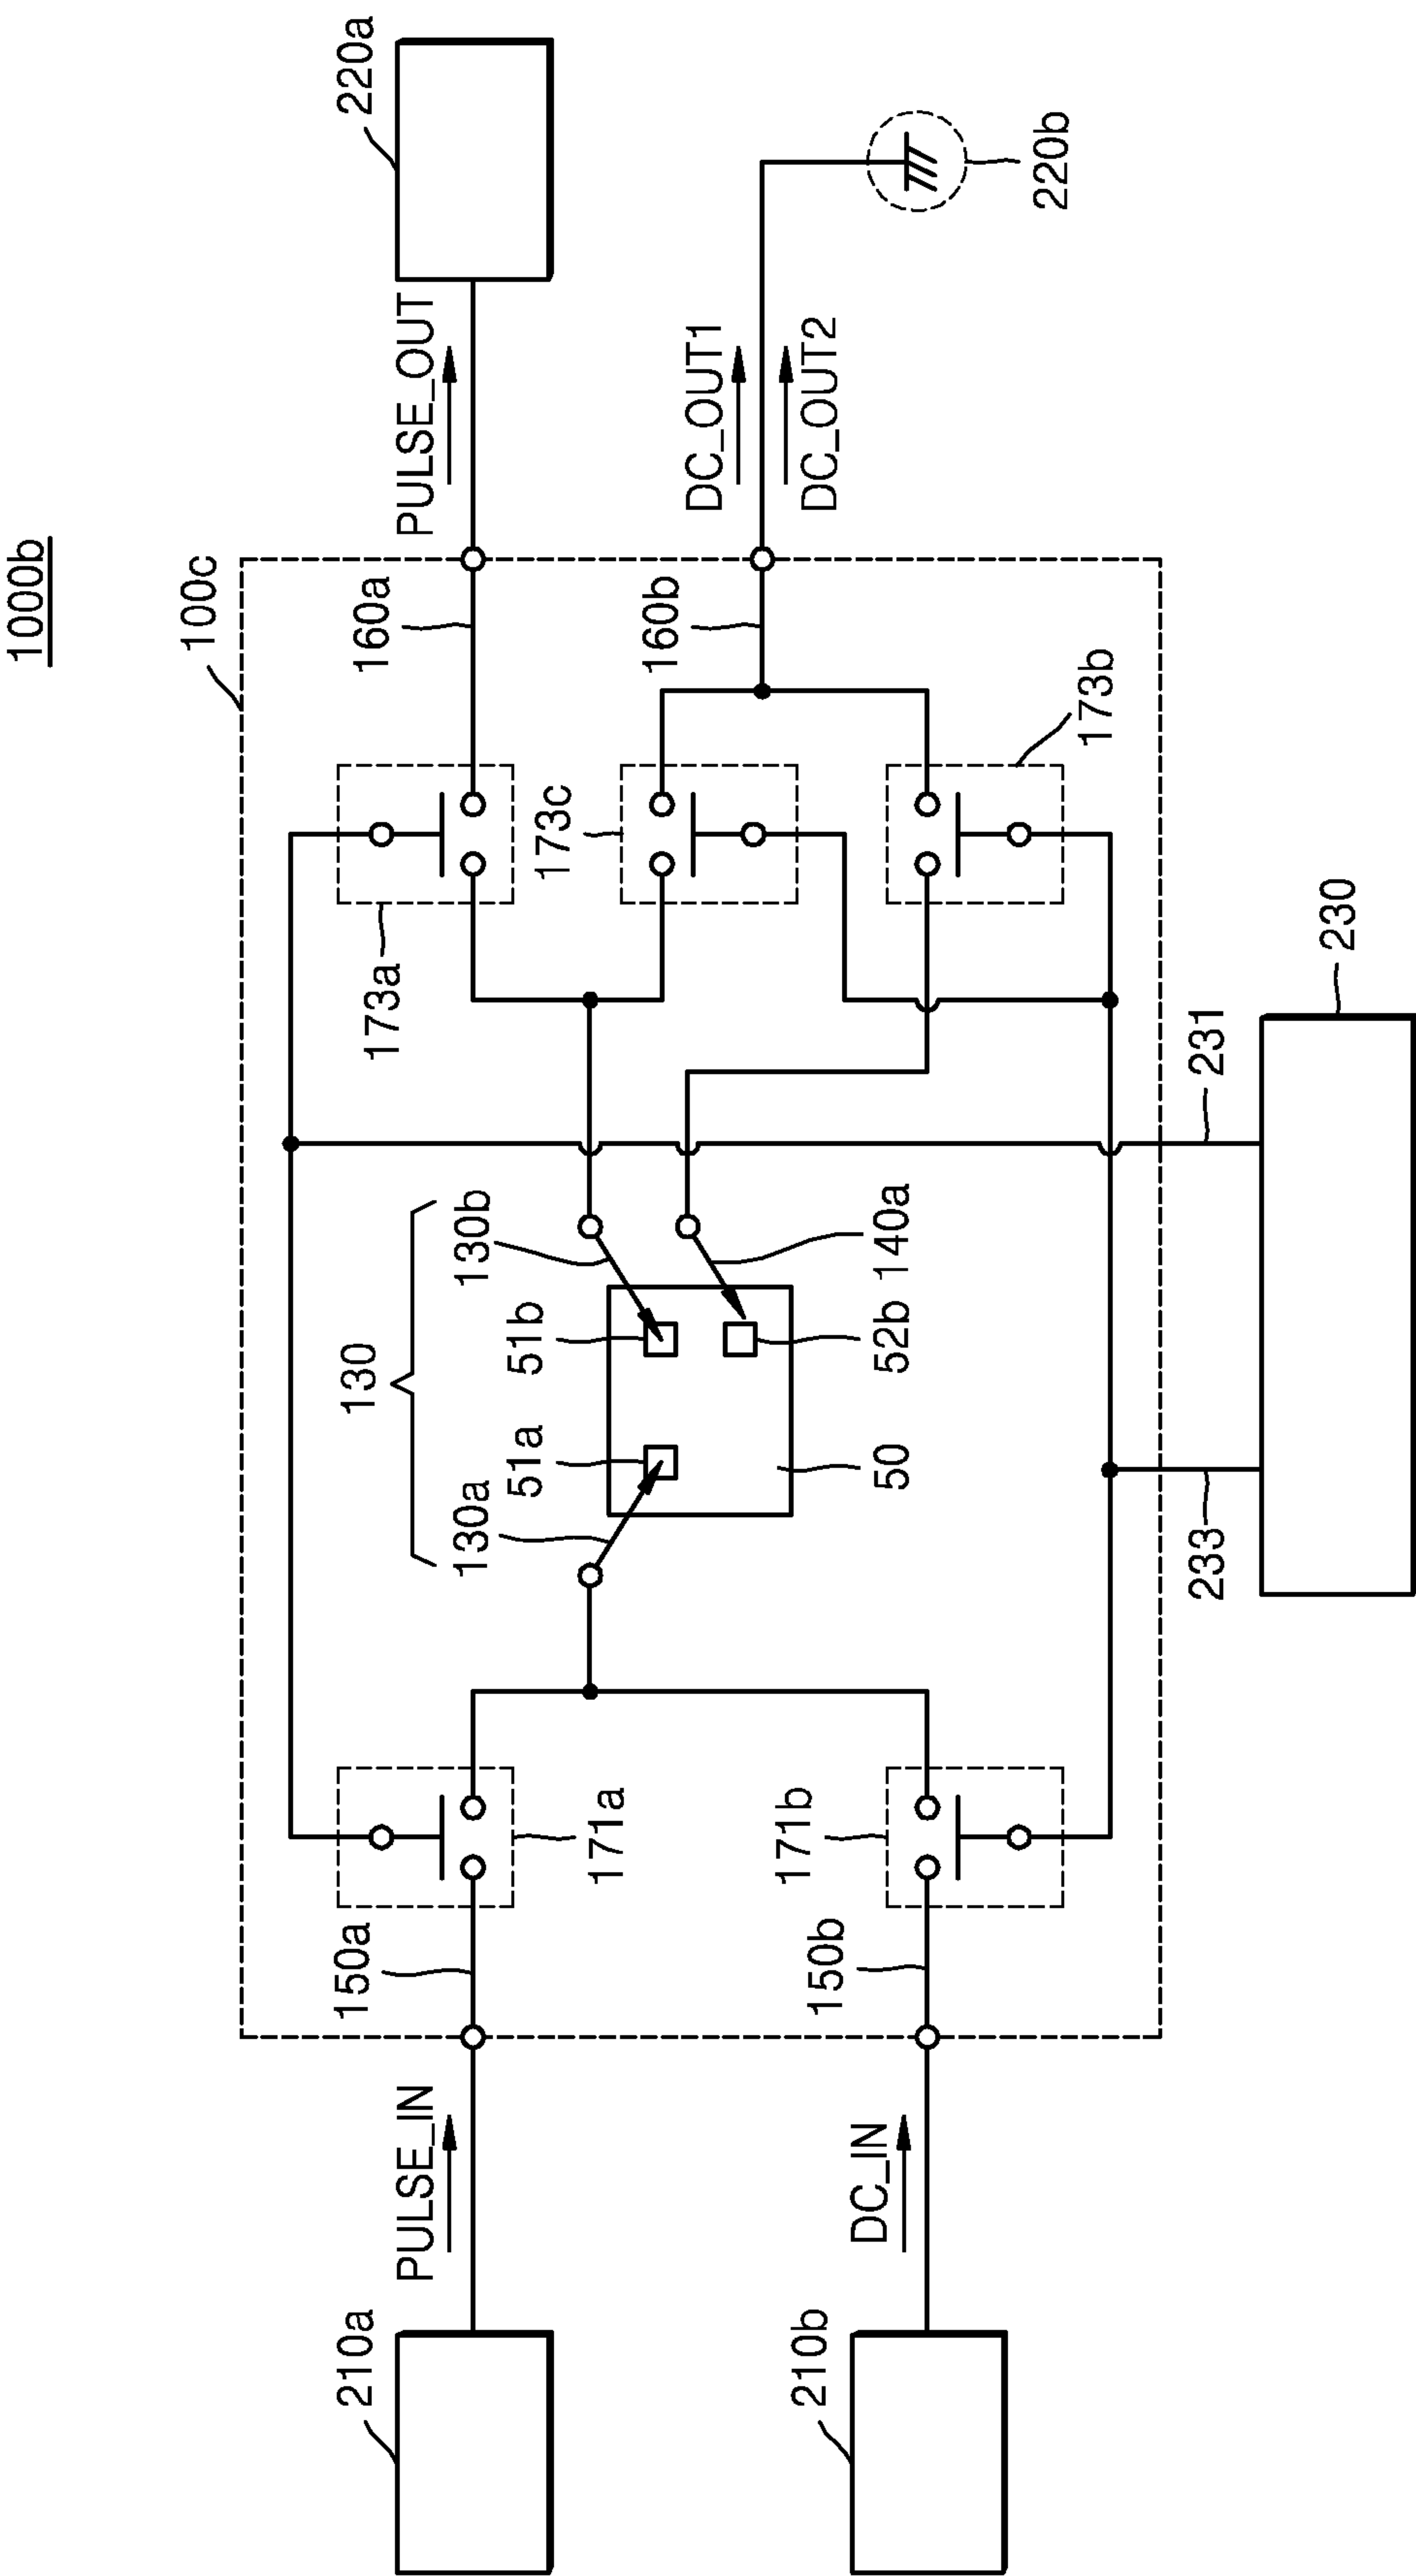 1000b
100c
210a
PULSE_IN
150a
171a
130
130a
130b
51a
51b
173a
160a
PULSE_OUT
220a
173c
160b
DC_OUT1
DC_OUT2
220b
50
52b
140a
173b
210b
DC_IN
150b
171b
233
231
230